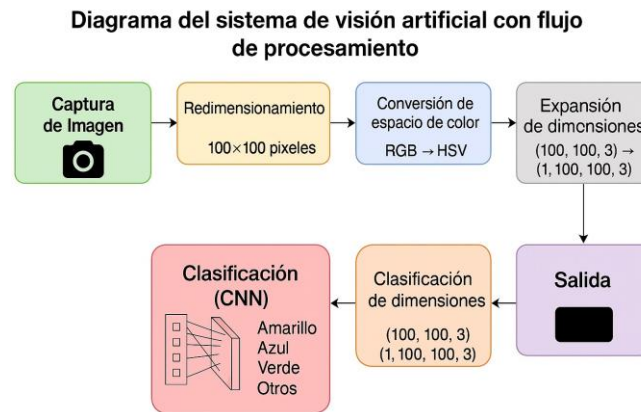 Diagrama del sistema de visión artificial con flujo
de procesamiento
Captura
de Imagen
Redimensionamiento
100×100 pixeles
Conversión de
espacio de color
RGB → HSV
Expansión
de dimensiones
(100, 100, 3) →
(1, 100, 100, 3)
Salida
Clasificación
de dimensiones
(100, 100, 3)
(1, 100, 100, 3)
Clasificación
(CNN)
Amarillo
Azul
Verde
Otros